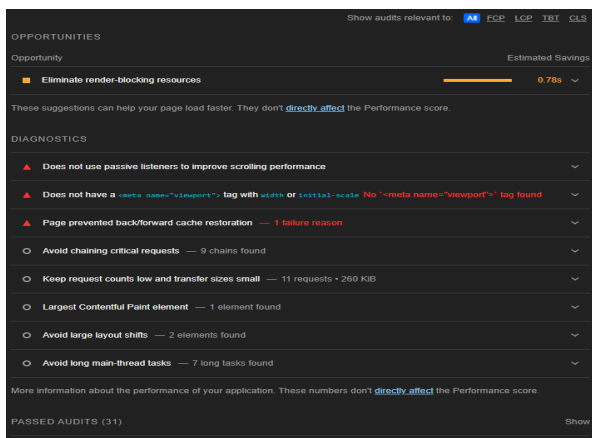 Show audits relevant to: All FCP LCP TBT CLS
OPPORTUNITIES
Opportunity Estimated Savings
Eliminate render-blocking resources 0.78s
These suggestions can help your page load faster. They don't directly affect the Performance score.
DIAGNOSTICS
Does not use passive listeners to improve scrolling performance
Does not have a <meta name="viewport"> tag with width or initial-scale No `<meta name="viewport">` tag found
Page prevented back/forward cache restoration — 1 failure reason
Avoid chaining critical requests — 9 chains found
Keep request counts low and transfer sizes small — 11 requests • 260 KiB
Largest Contentful Paint element — 1 element found
Avoid large layout shifts — 2 elements found
Avoid long main-thread tasks — 7 long tasks found
More information about the performance of your application. These numbers don't directly affect the Performance score.
PASSED AUDITS (31) Show